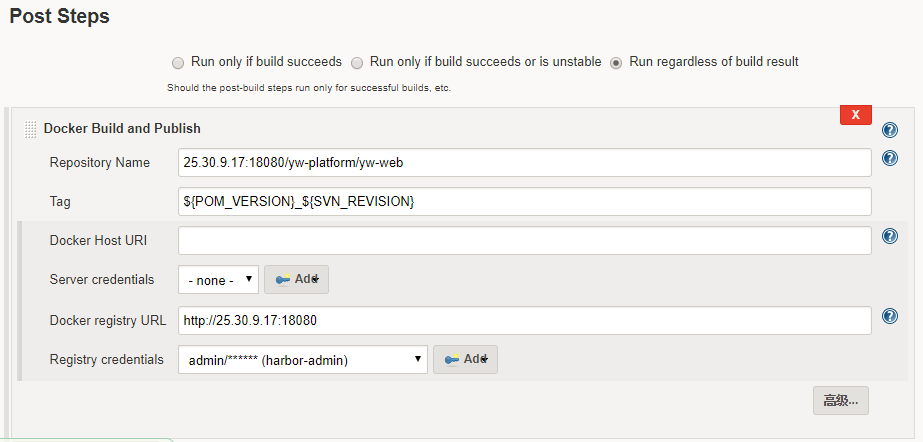 Post Steps
Run only if build succeeds Run only if build succeeds or is unstable Run regardless of build result
Should the post-build steps run only for successful builds, etc.
X
Docker Build and Publish
Repository Name 25.30.9.17:18080/yw-platform/yw-web
Tag ${POM_VERSION}_${SVN_REVISION}
Docker Host URI
Server credentials - none - Add
Docker registry URL http://25.30.9.17:18080
Registry credentials admin/****** (harbor-admin) Add
高级...